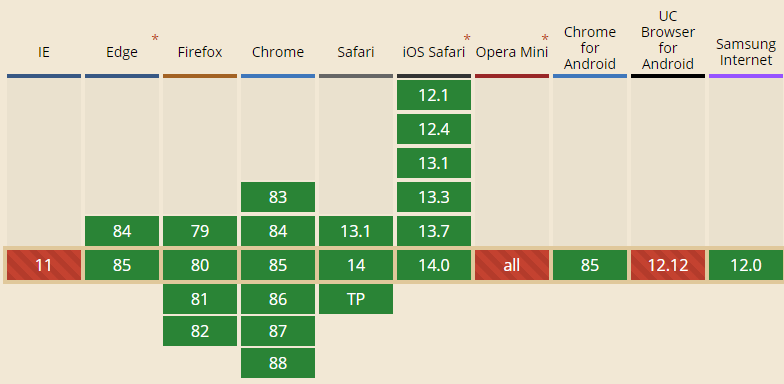 IE Edge * Firefox Chrome Safari iOS Safari * Opera Mini * Chrome for Android UC Browser for Android Samsung Internet
12.1
12.4
13.1
83 13.3
84 79 84 13.1 13.7
11 85 80 85 14 14.0 all 85 12.12 12.0
81 86 TP
82 87
88